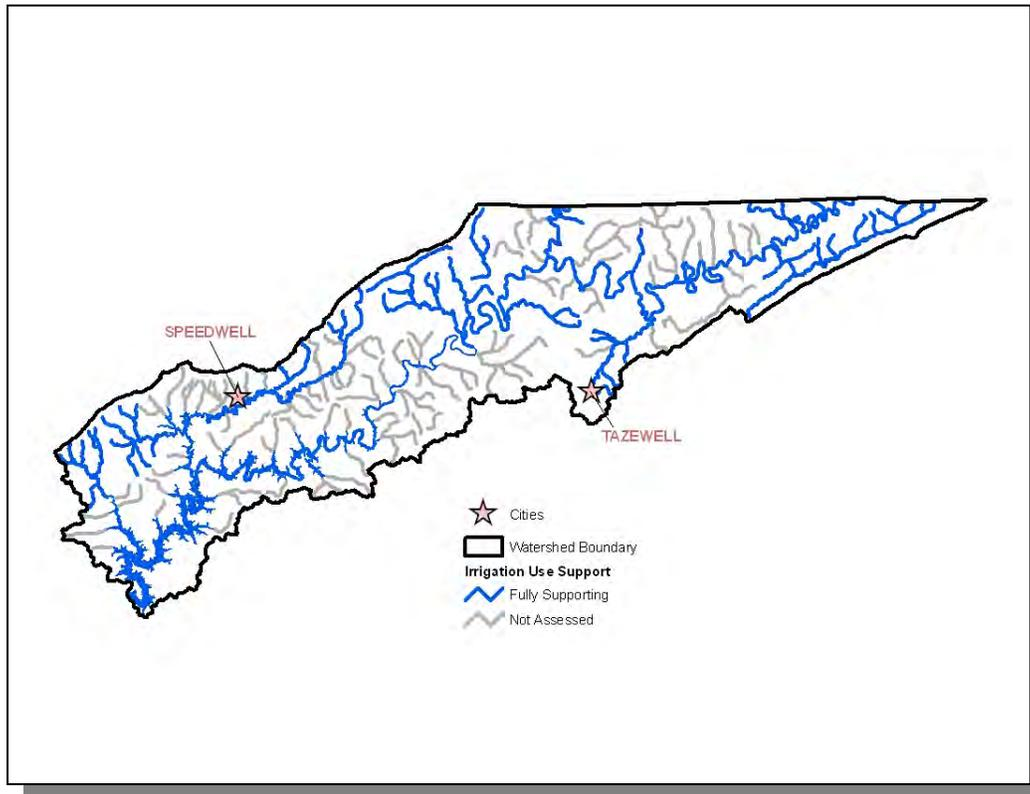 SPEEDWELL
TAZEWELL
Cities
Watershed Boundary
Irrigation Use Support
Fully Supporting
Not Assessed